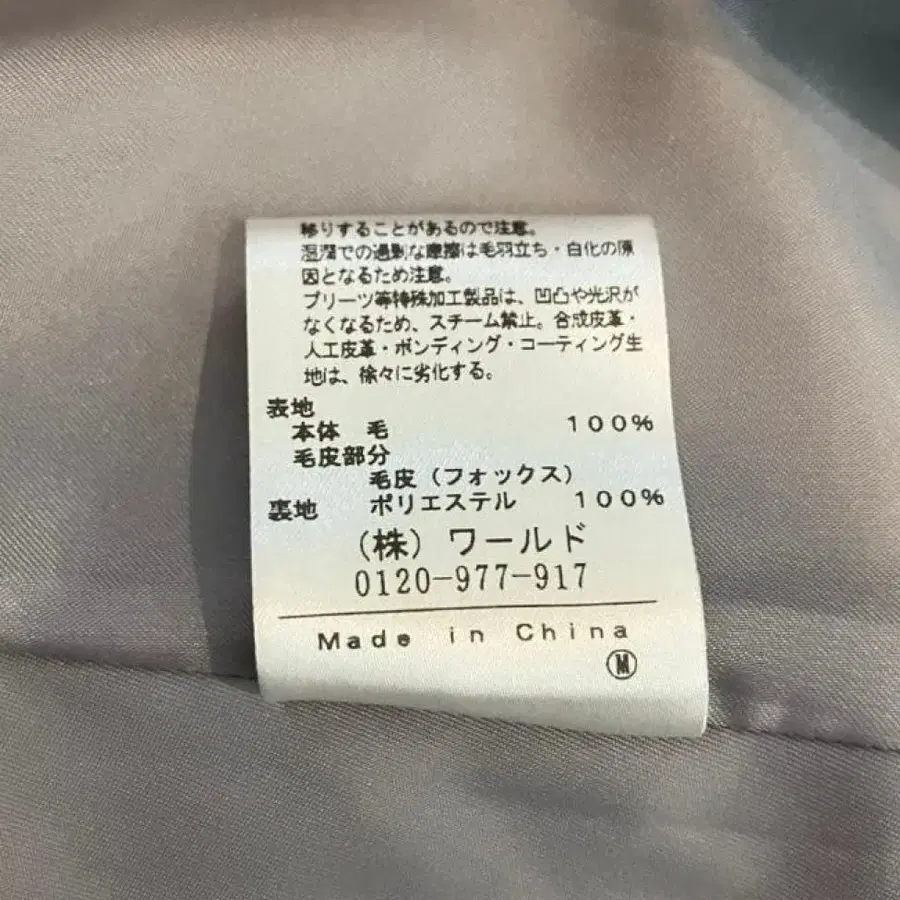 移りすることがあるので注意。
湿潤での過剰な摩擦は毛羽立ち・白化の原
因となるため注意。
プリーツ等特殊加工製品は、凹凸や光沢が
なくなるため、スチーム禁止。合成皮革・
人工皮革・ボンディング・コーティング生
地は、徐々に劣化する。
表地
本体 毛 100%
毛皮部分
毛皮（フォックス）
裏地 ポリエステル 100%
（株）ワールド
0120-977-917
Made in China
Ⓜ